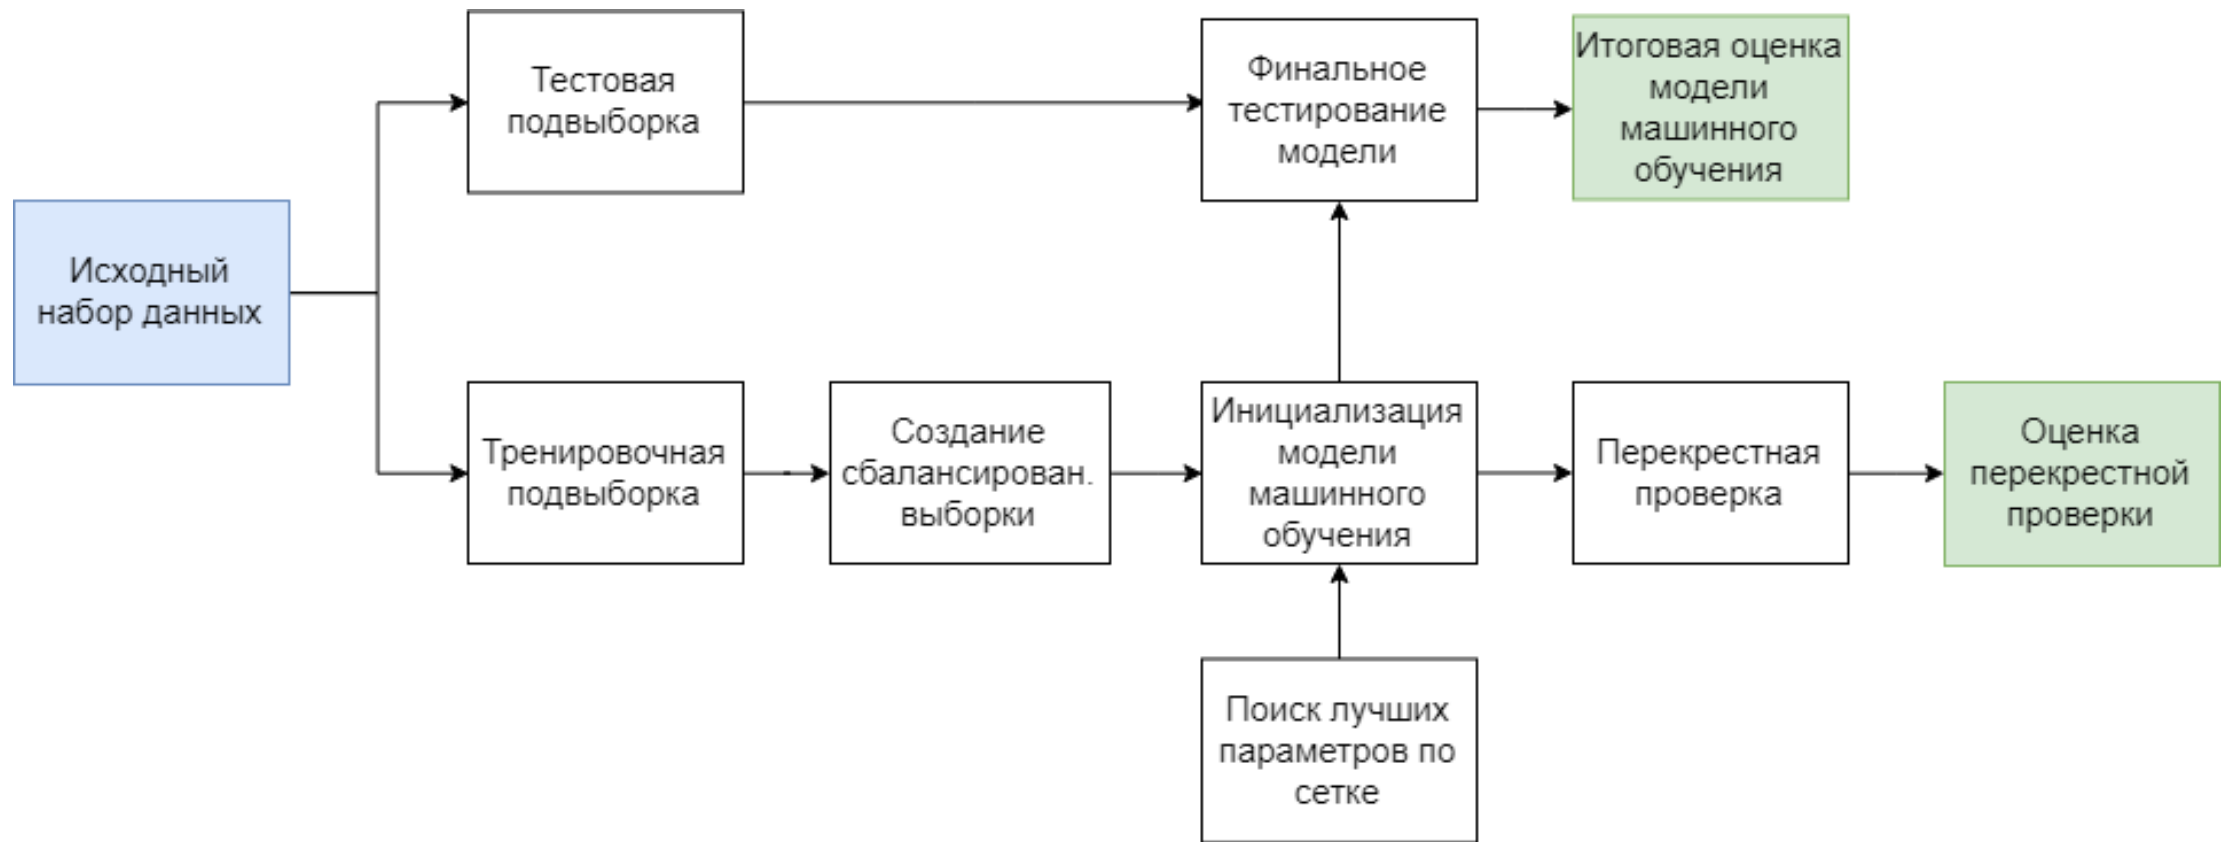 Тестовая
подвыборка
Финальное
тестирование
модели
Итоговая оценка
модели
машинного
обучения
Исходный
набор данных
Тренировочная
подвыборка
Создание
сбалансирован.
выборки
Инициализация
модели
машинного
обучения
Перекрестная
проверка
Оценка
перекрестной
проверки
Поиск лучших
параметров по
сетке